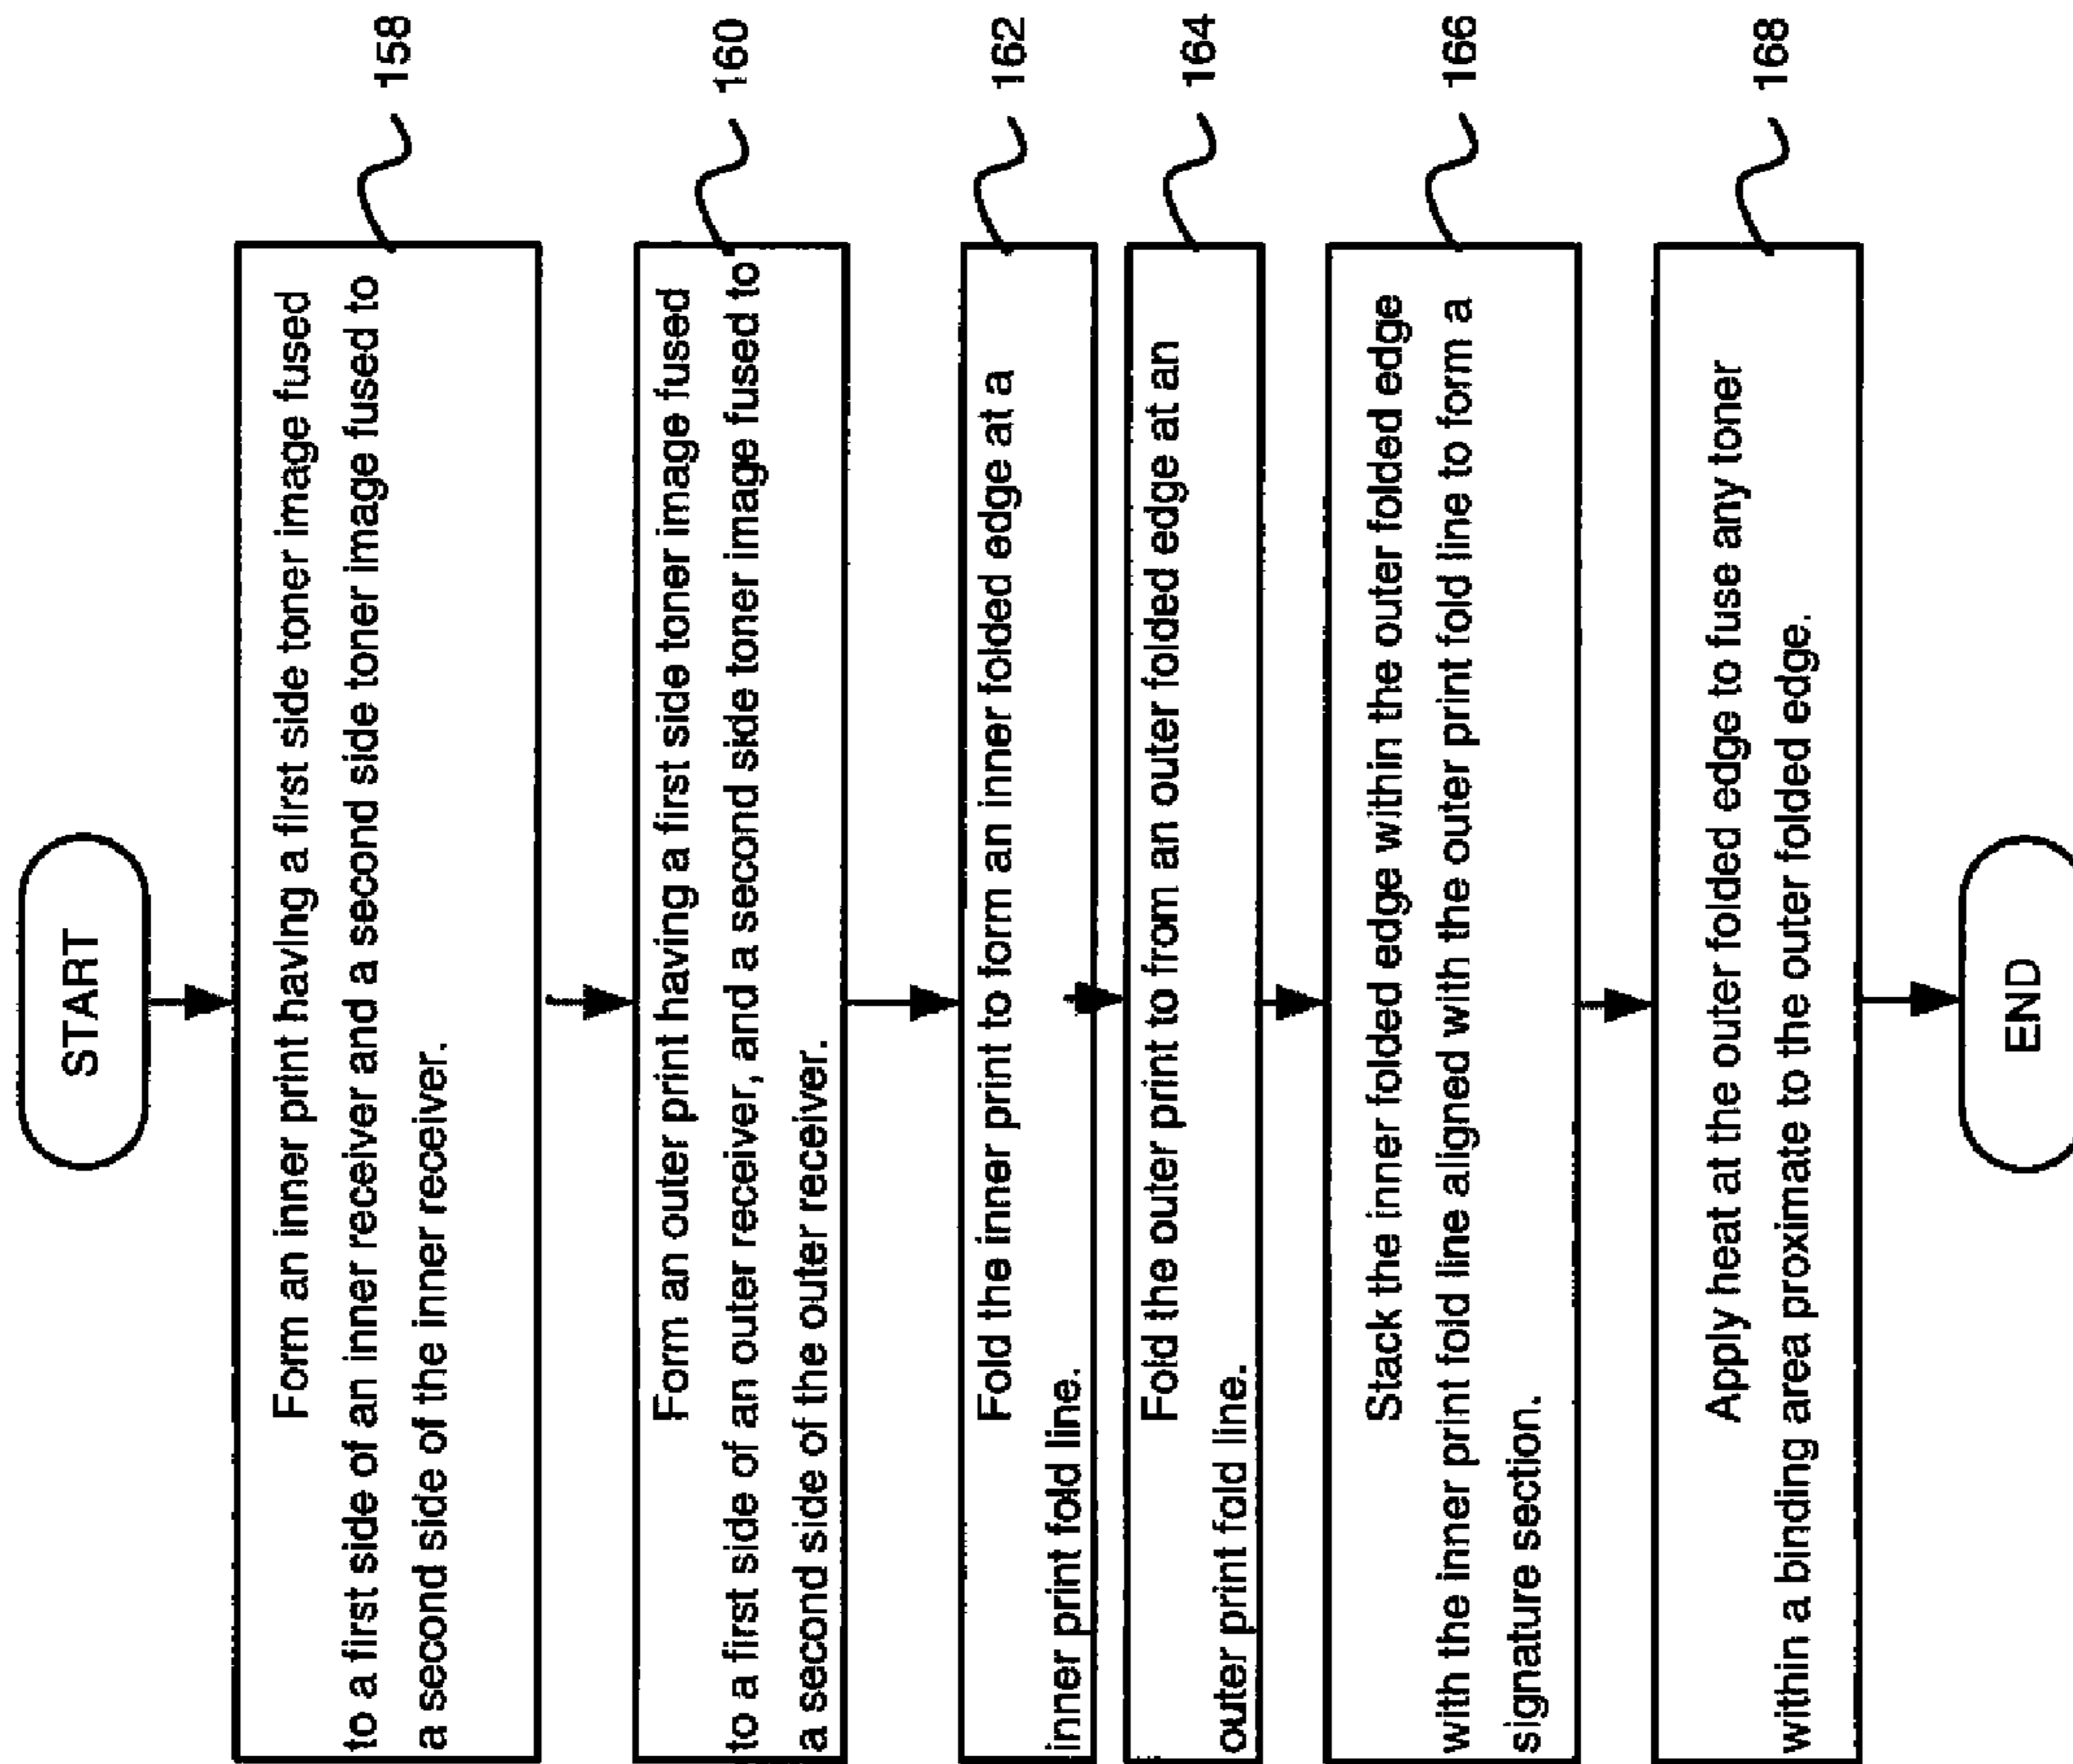 START
Form an inner print having a first side toner image fused
to a first side of an inner receiver and a second side toner image fused to
a second side of the inner receiver.
158
Form an outer print having a first side toner image fused
to a first side of an outer receiver, and a second side toner image fused to
a second side of the outer receiver.
160
Fold the inner print to form an inner folded edge at a
inner print fold line.
162
Fold the outer print to from an outer folded edge at an
outer print fold line.
164
Stack the inner folded edge within the outer folded edge
with the inner print fold line aligned with the outer print fold line to form a
signature section.
166
Apply heat at the outer folded edge to fuse any toner
within a binding area proximate to the outer folded edge.
168
END